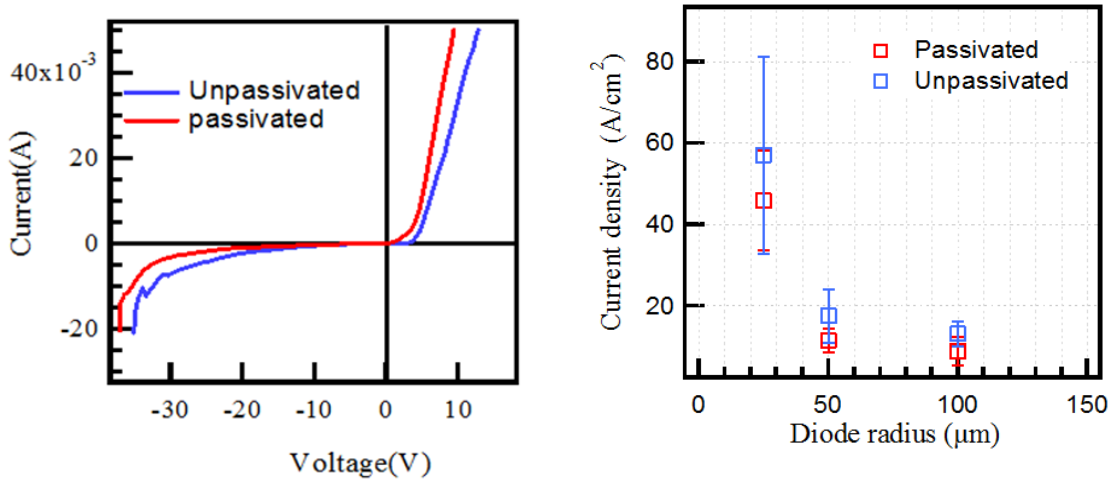 40x10⁻³
20
0
-20
Current(A)
Unpassivated
passivated
-30 -20 -10 0 10
Voltage(V)
80
60
40
20
Current density (A/cm²)
Passivated
Unpassivated
0 50 100 150
Diode radius (μm)